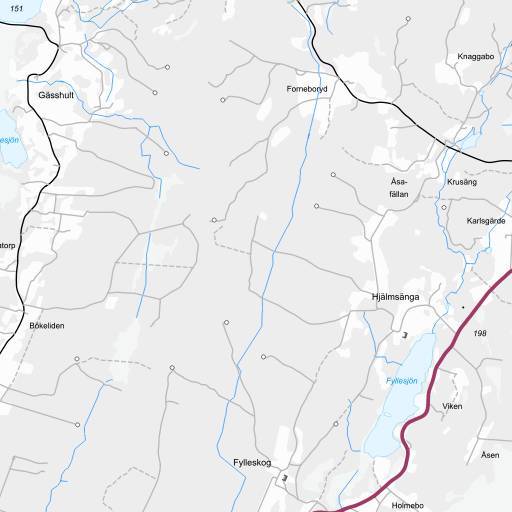 151
Knaggabo
Forneboryd
Gässhult
Åsa-
fällan
Krusäng
Karlsgärde
Hjälmsänga
Bökeliden
198
Fyllesjön
Viken
Åsen
Fylleskog
Holmebo